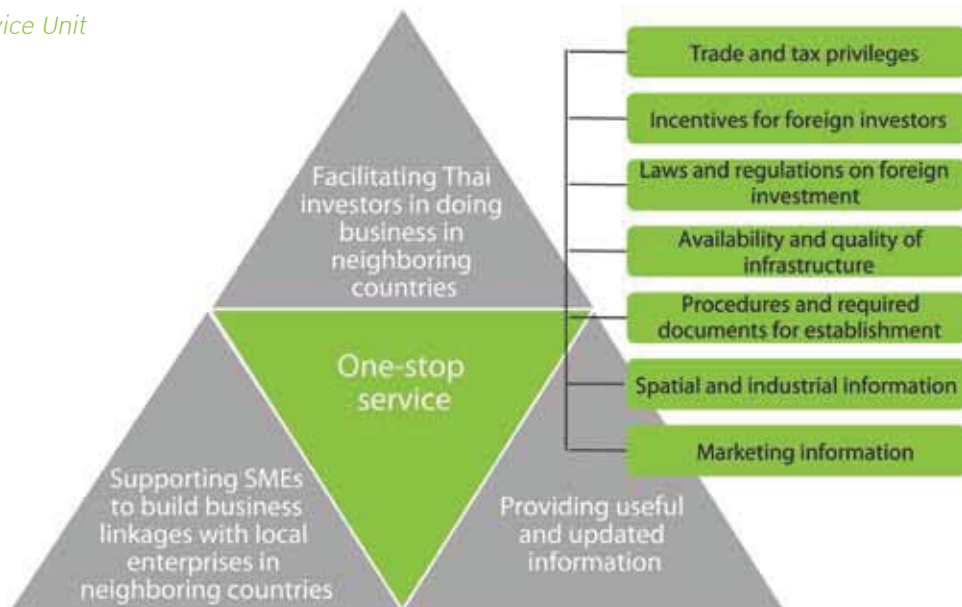 vice Unit
Facilitating Thai
investors in doing
business in
neighboring
countries
One-stop
service
Supporting SMEs
to build business
linkages with local
enterprises in
neighboring countries
Providing useful
and updated
information
Trade and tax privileges
Incentives for foreign investors
Laws and regulations on foreign
investment
Availability and quality of
infrastructure
Procedures and required
documents for establishment
Spatial and industrial information
Marketing information